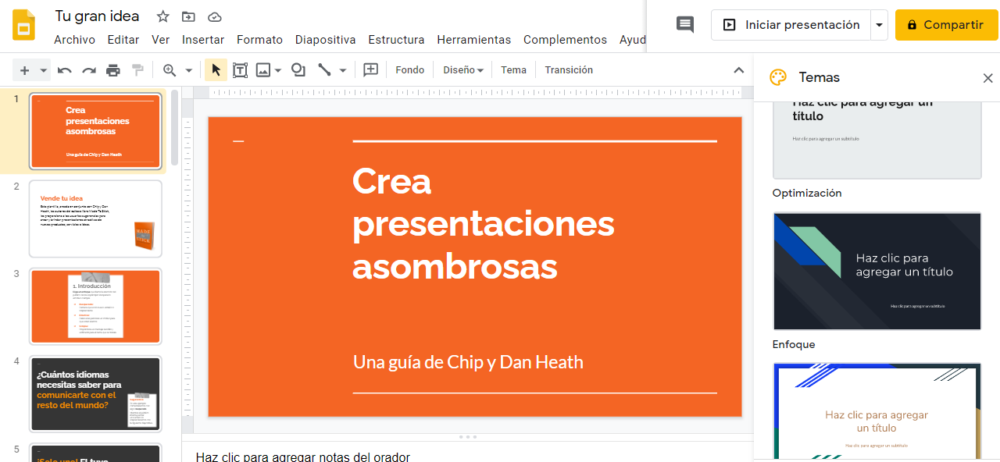 Tu gran idea
Archivo Editar Ver Insertar Formato Diapositiva Estructura Herramientas Complementos Ayud
Iniciar presentación
Compartir
Fondo Diseño Tema Transición
1
Crea
presentaciones
asombrosas
Una guía de Chip y Dan Heath
2
Vende tu idea
3
1. Introducción
4
¿Cuántos idiomas
necesitas saber para
comunicarte con el
resto del mundo?
5
¡Solo uno! El tuyo
Crea
presentaciones
asombrosas
Una guía de Chip y Dan Heath
Haz clic para agregar notas del orador
Temas
Haz clic para agregar un
título
Haz clic para agregar un subtítulo
Optimización
Haz clic para
agregar un título
Haz clic para agregar un subtítulo
Enfoque
Haz clic para agregar
un título
Haz clic para agregar un subtítulo